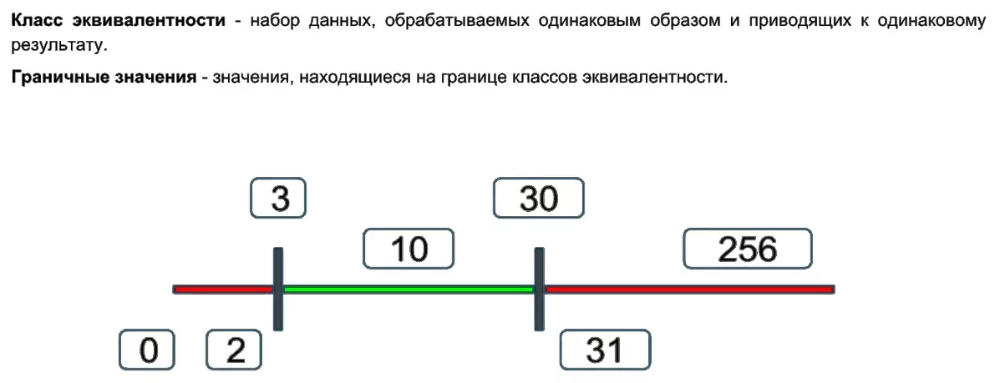 Класс эквивалентности - набор данных, обрабатываемых одинаковым образом и приводящих к одинаковому
результату.
Граничные значения - значения, находящиеся на границе классов эквивалентности.
3
30
10
256
0
2
31